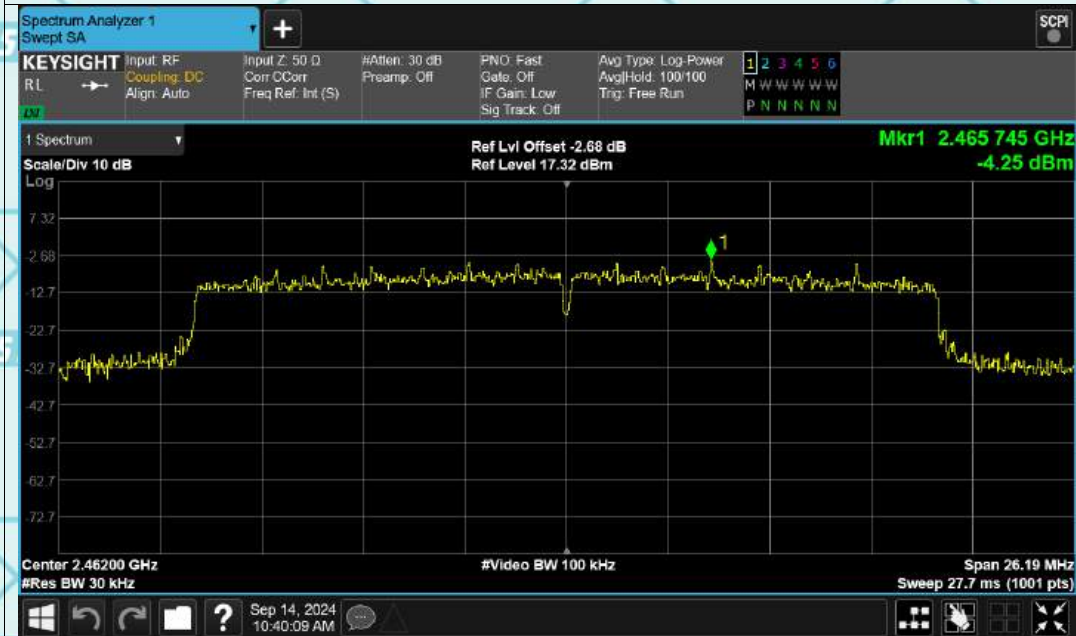 Spectrum Analyzer 1
Swept SA
+
SCPI
KEYSIGHT
RL
LXI
Input: RF
Coupling: DC
Align: Auto
Input Z: 50 Ω
Corr CCorr
Freq Ref: Int (S)
#Atten: 30 dB
Preamp: Off
PNO: Fast
Gate: Off
IF Gain: Low
Sig Track: Off
Avg Type: Log-Power
Avg|Hold: 100/100
Trig: Free Run
1 2 3 4 5 6
M W W W W W
P N N N N N
1 Spectrum
Scale/Div 10 dB
Log
Ref Lvl Offset -2.68 dB
Ref Level 17.32 dBm
Mkr1 2.465 745 GHz
-4.25 dBm
7.32
-2.68
1
-12.7
-22.7
-32.7
-42.7
-52.7
-62.7
-72.7
Center 2.46200 GHz
#Res BW 30 kHz
#Video BW 100 kHz
Span 26.19 MHz
Sweep 27.7 ms (1001 pts)
?
Sep 14, 2024
10:40:09 AM